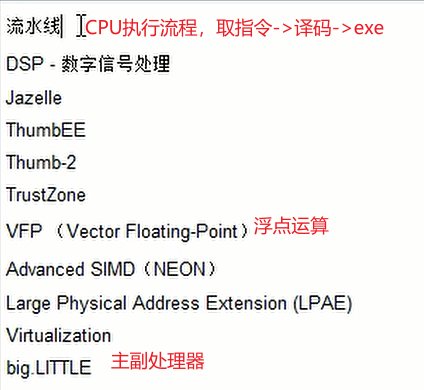 流水线 CPU执行流程，取指令->译码->exe
DSP - 数字信号处理
Jazelle
ThumbEE
Thumb-2
TrustZone
VFP （Vector Floating-Point） 浮点运算
Advanced SIMD（NEON）
Large Physical Address Extension (LPAE)
Virtualization
big.LITTLE 主副处理器